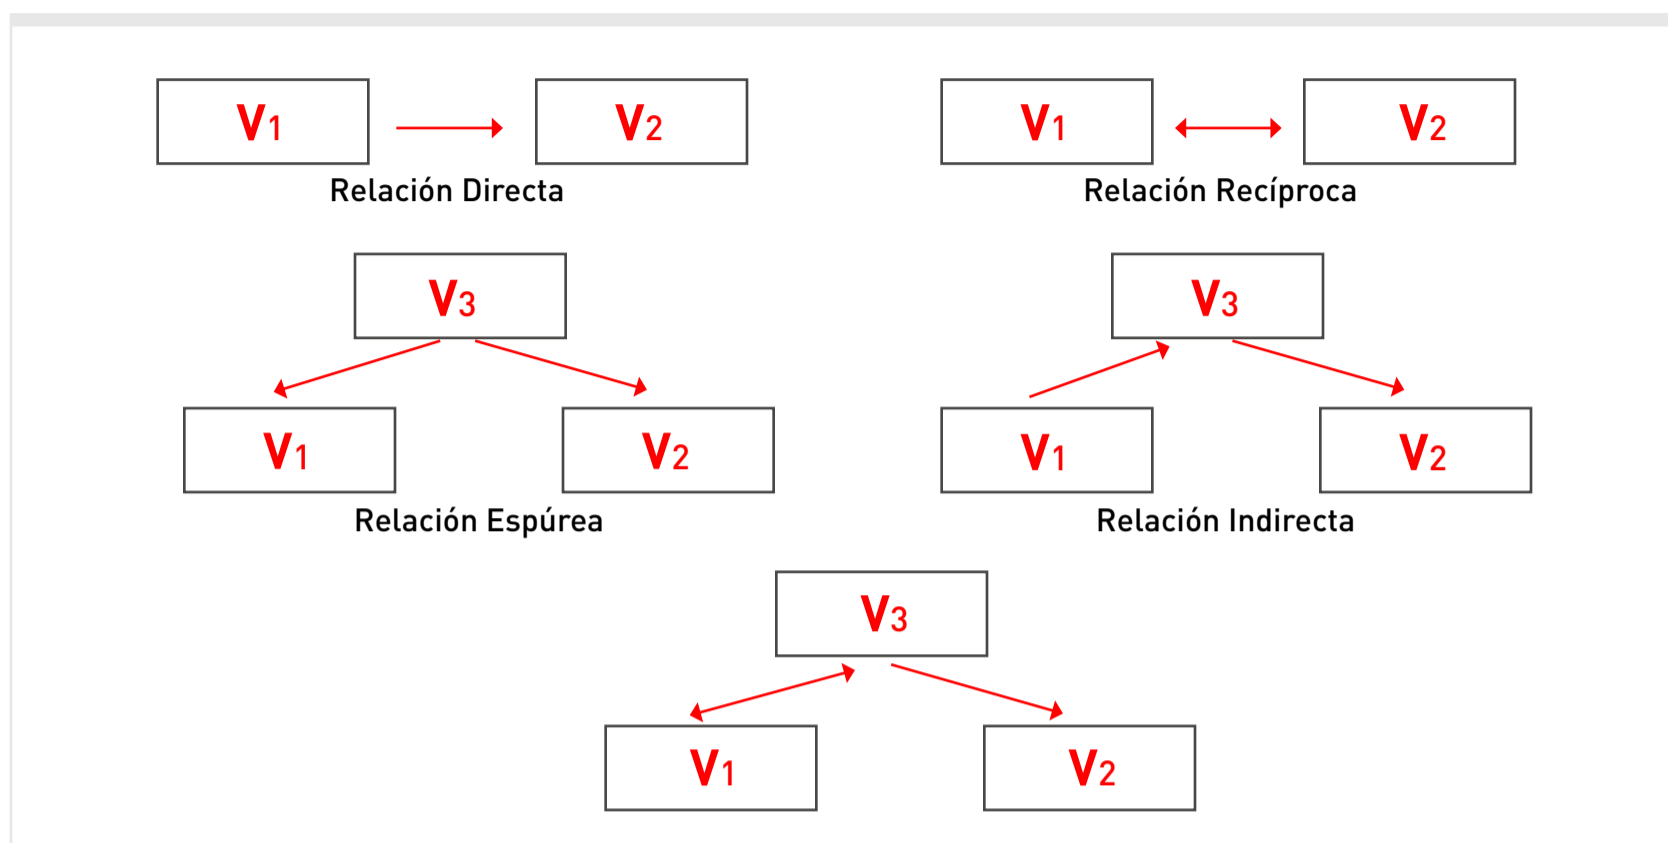 V1 V2 V1 V2
Relación Directa Relación Recíproca
V3 V3
V1 V2 V1 V2
Relación Espúrea Relación Indirecta
V3
V1 V2